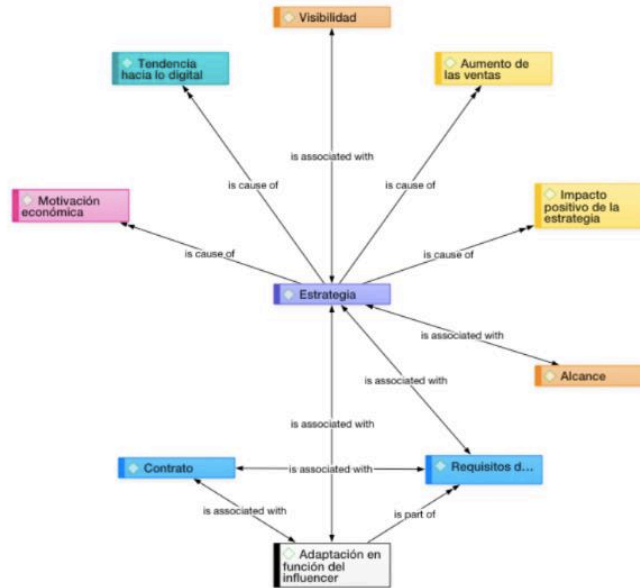 Visibilidad
Tendencia
hacia lo digital
Aumento de
las ventas
is associated with
is cause of
is cause of
Motivación
económica
Impacto
positivo de la
estrategia
is cause of
is cause of
Estrategia
is associated with
Alcance
is associated with
is associated with
Contrato
is associated with
Requisitos d...
is associated with
is part of
Adaptación en
función del
influencer